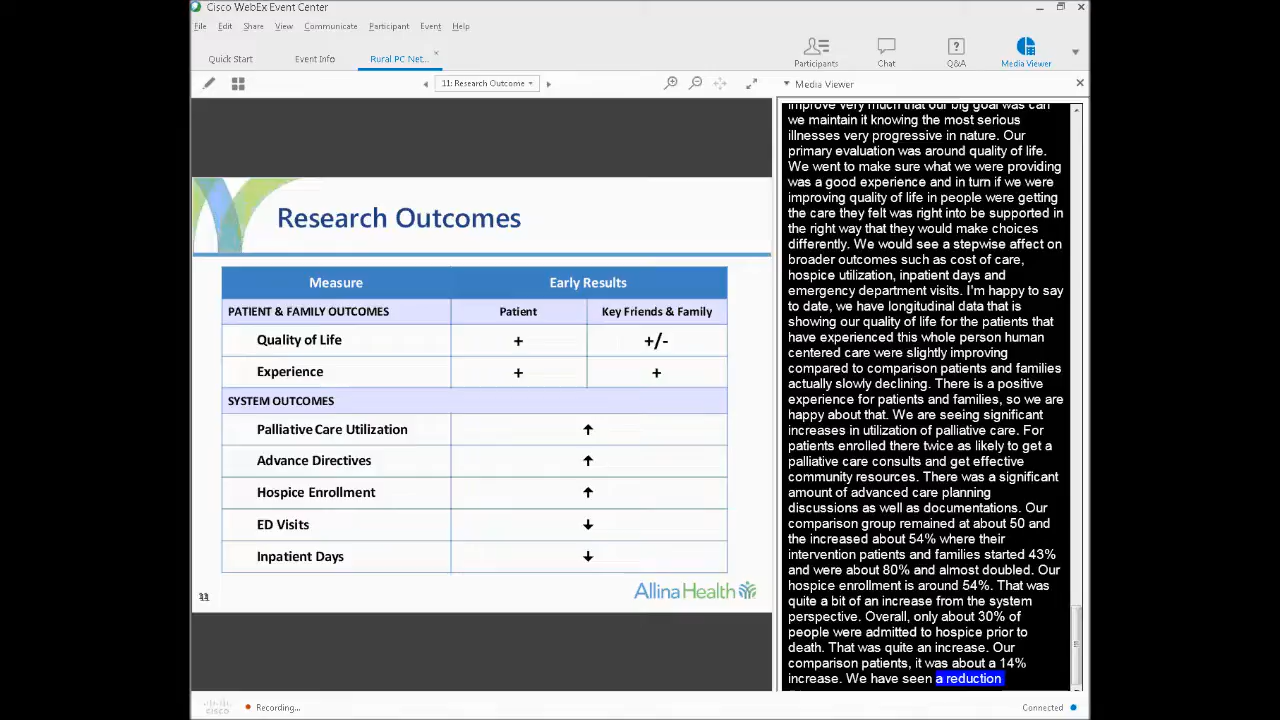 Cisco WebEx Event Center
File Edit Share View Communicate Participant Event Help
Quick Start Event Info Rural PC Net...
Participants Chat Q&A Media Viewer
11: Research Outcome
Media Viewer
Research Outcomes
Measure Early Results
PATIENT & FAMILY OUTCOMES Patient Key Friends & Family
Quality of Life + +/-
Experience + +
SYSTEM OUTCOMES
Palliative Care Utilization ↑
Advance Directives ↑
Hospice Enrollment ↑
ED Visits ↓
Inpatient Days ↓
11
AllinaHealth
improve very much that our big goal was can
we maintain it knowing the most serious
illnesses very progressive in nature. Our
primary evaluation was around quality of life.
We went to make sure what we were providing
was a good experience and in turn if we were
improving quality of life in people were getting
the care they felt was right into be supported in
the right way that they would make choices
differently. We would see a stepwise affect on
broader outcomes such as cost of care,
hospice utilization, inpatient days and
emergency department visits. I'm happy to say
to date, we have longitudinal data that is
showing our quality of life for the patients that
have experienced this whole person human
centered care were slightly improving
compared to comparison patients and families
actually slowly declining. There is a positive
experience for patients and families, so we are
happy about that. We are seeing significant
increases in utilization of palliative care. For
patients enrolled there twice as likely to get a
palliative care consults and get effective
community resources. There was a significant
amount of advanced care planning
discussions as well as documentations. Our
comparison group remained at about 50 and
the increased about 54% where their
intervention patients and families started 43%
and were about 80% and almost doubled. Our
hospice enrollment is around 54%. That was
quite a bit of an increase from the system
perspective. Overall, only about 30% of
people were admitted to hospice prior to
death. That was quite an increase. Our
comparison patients, it was about a 14%
increase. We have seen a reduction
cisco
Recording...
Connected